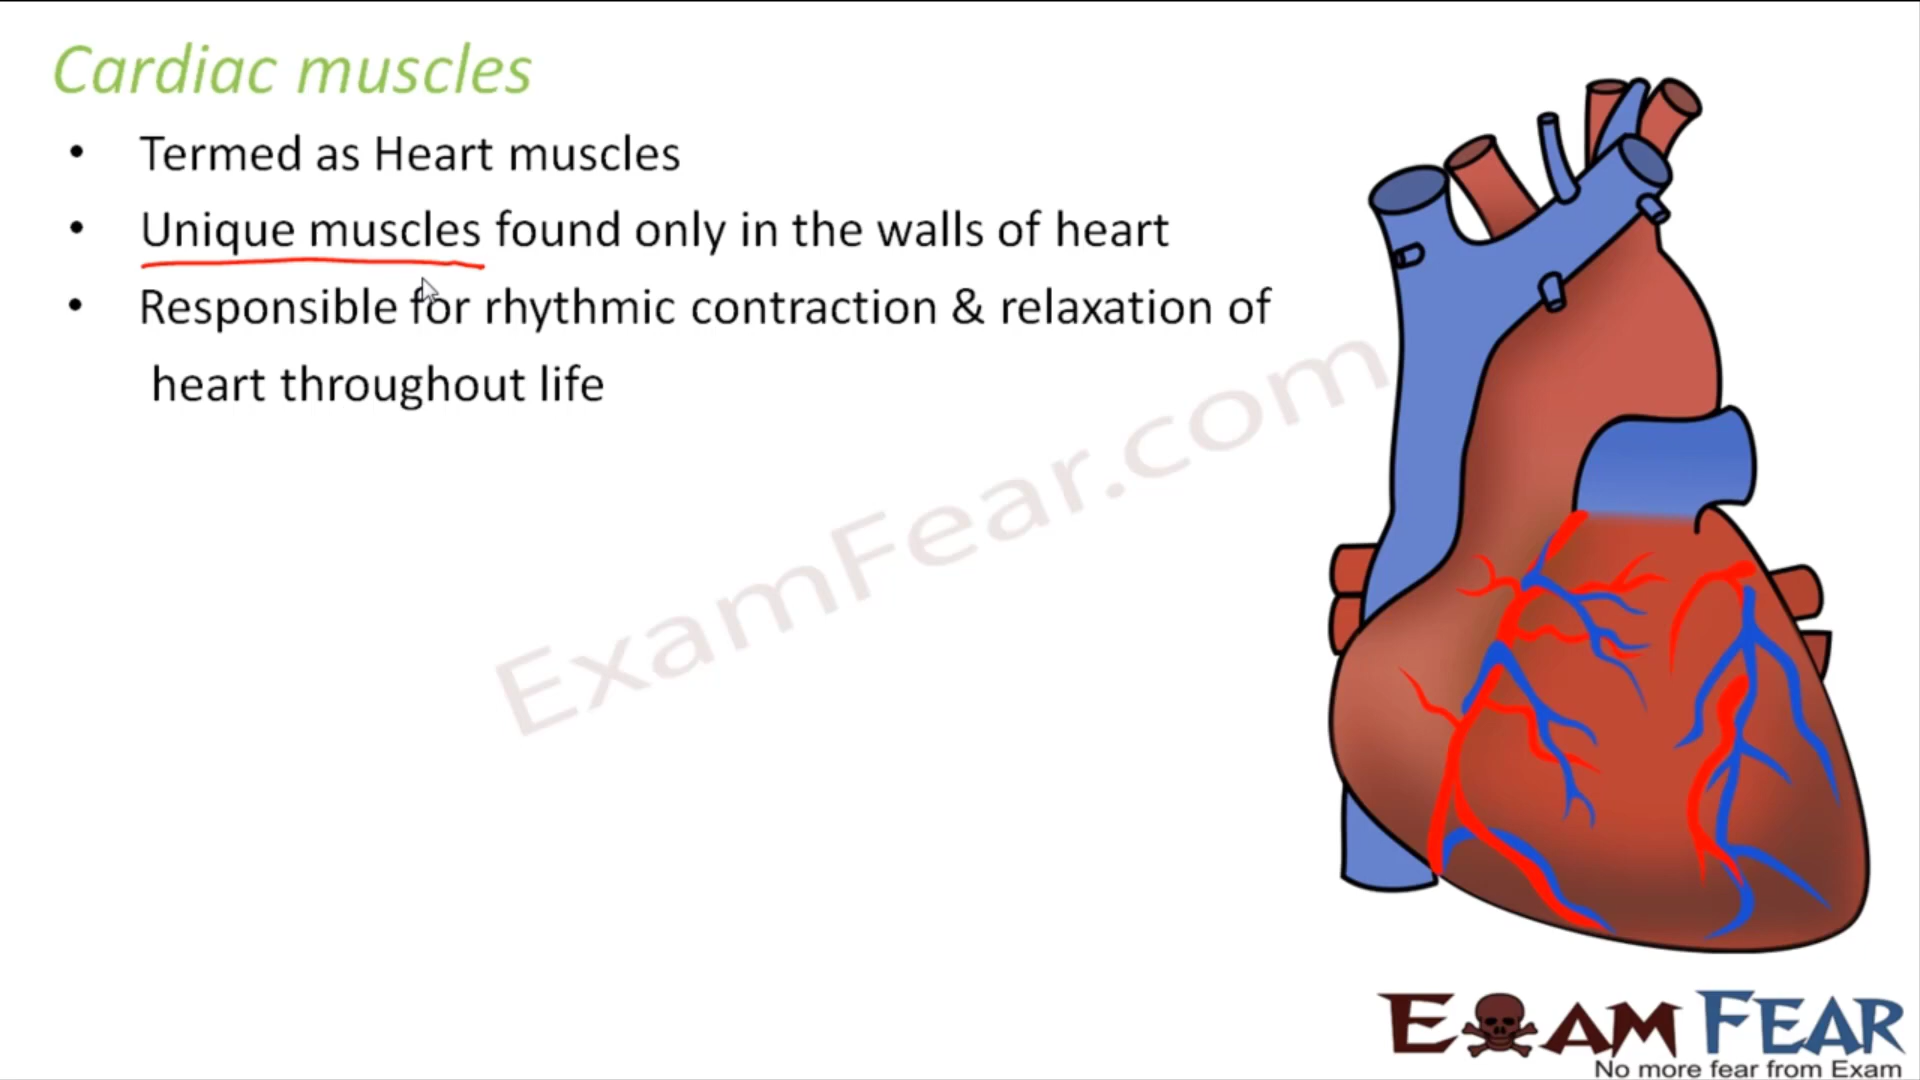 Cardiac muscles
• Termed as Heart muscles
• Unique muscles found only in the walls of heart
• Responsible for rhythmic contraction & relaxation of
heart throughout life
ExamFear.com
EXAM FEAR
No more fear from Exam